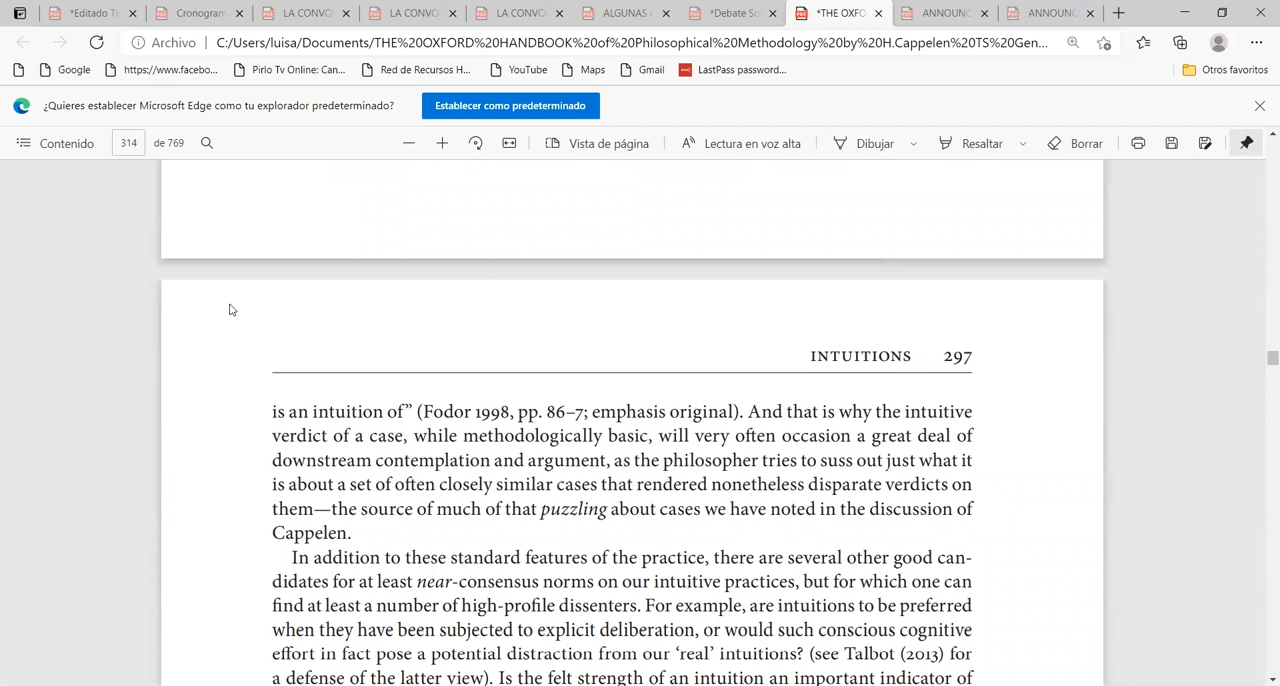 *Editado TH
Cronogram
LA CONVO
LA CONVO
LA CONVO
ALGUNAS
*Debate So
*THE OXFO
ANNOUNC
ANNOUNC
Archivo
C:/Users/luisa/Documents/THE%20OXFORD%20HANDBOOK%20of%20Philosophical%20Methodology%20by%20H.Cappelen%20TS%20Gen...
Google
https://www.facebo...
Pirlo Tv Online: Can...
Red de Recursos H...
YouTube
Maps
Gmail
LastPass password...
Otros favoritos
¿Quieres establecer Microsoft Edge como tu explorador predeterminado?
Establecer como predeterminado
Contenido
314
de 769
Vista de página
Lectura en voz alta
Dibujar
Resaltar
Borrar
INTUITIONS 297
is an intuition of” (Fodor 1998, pp. 86–7; emphasis original). And that is why the intuitive
verdict of a case, while methodologically basic, will very often occasion a great deal of
downstream contemplation and argument, as the philosopher tries to suss out just what it
is about a set of often closely similar cases that rendered nonetheless disparate verdicts on
them—the source of much of that puzzling about cases we have noted in the discussion of
Cappelen.
In addition to these standard features of the practice, there are several other good can-
didates for at least near-consensus norms on our intuitive practices, but for which one can
find at least a number of high-profile dissenters. For example, are intuitions to be preferred
when they have been subjected to explicit deliberation, or would such conscious cognitive
effort in fact pose a potential distraction from our ‘real’ intuitions? (see Talbot (2013) for
a defense of the latter view). Is the felt strength of an intuition an important indicator of